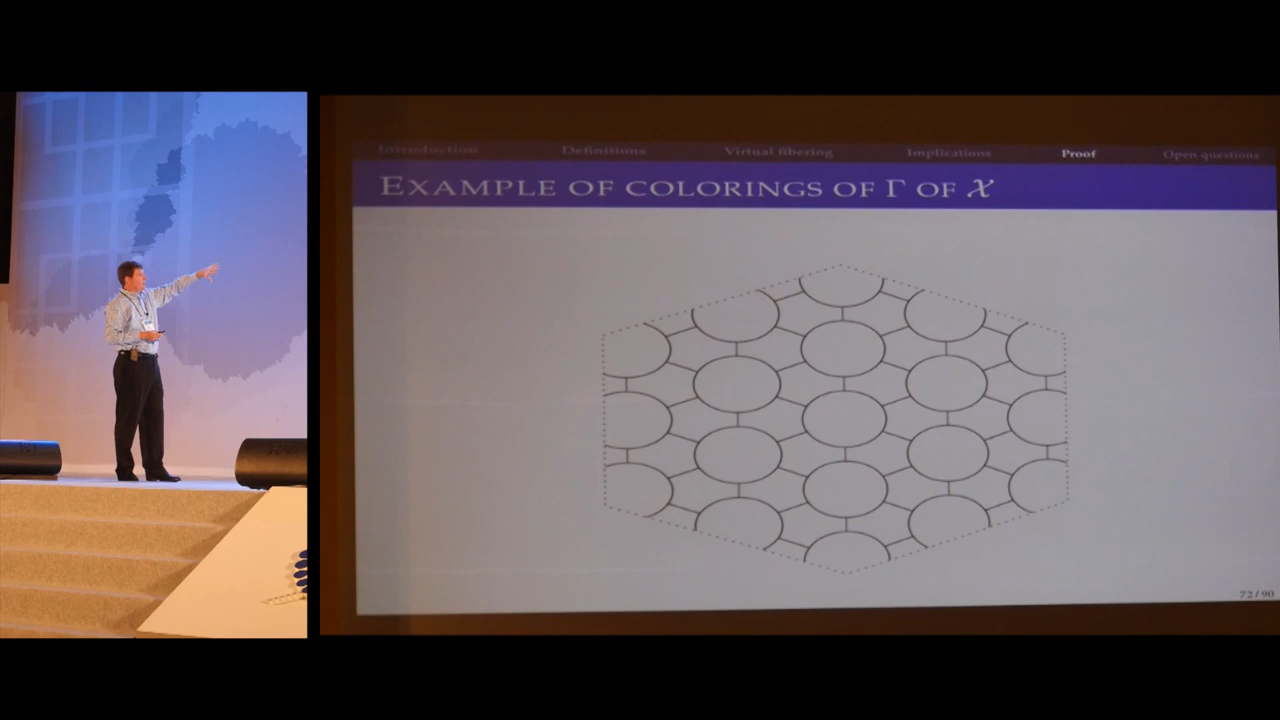 Introduction Definitions Virtual fibering Implications Proof Open questions
EXAMPLE OF COLORINGS OF Γ OF 𝒳
72 / 90